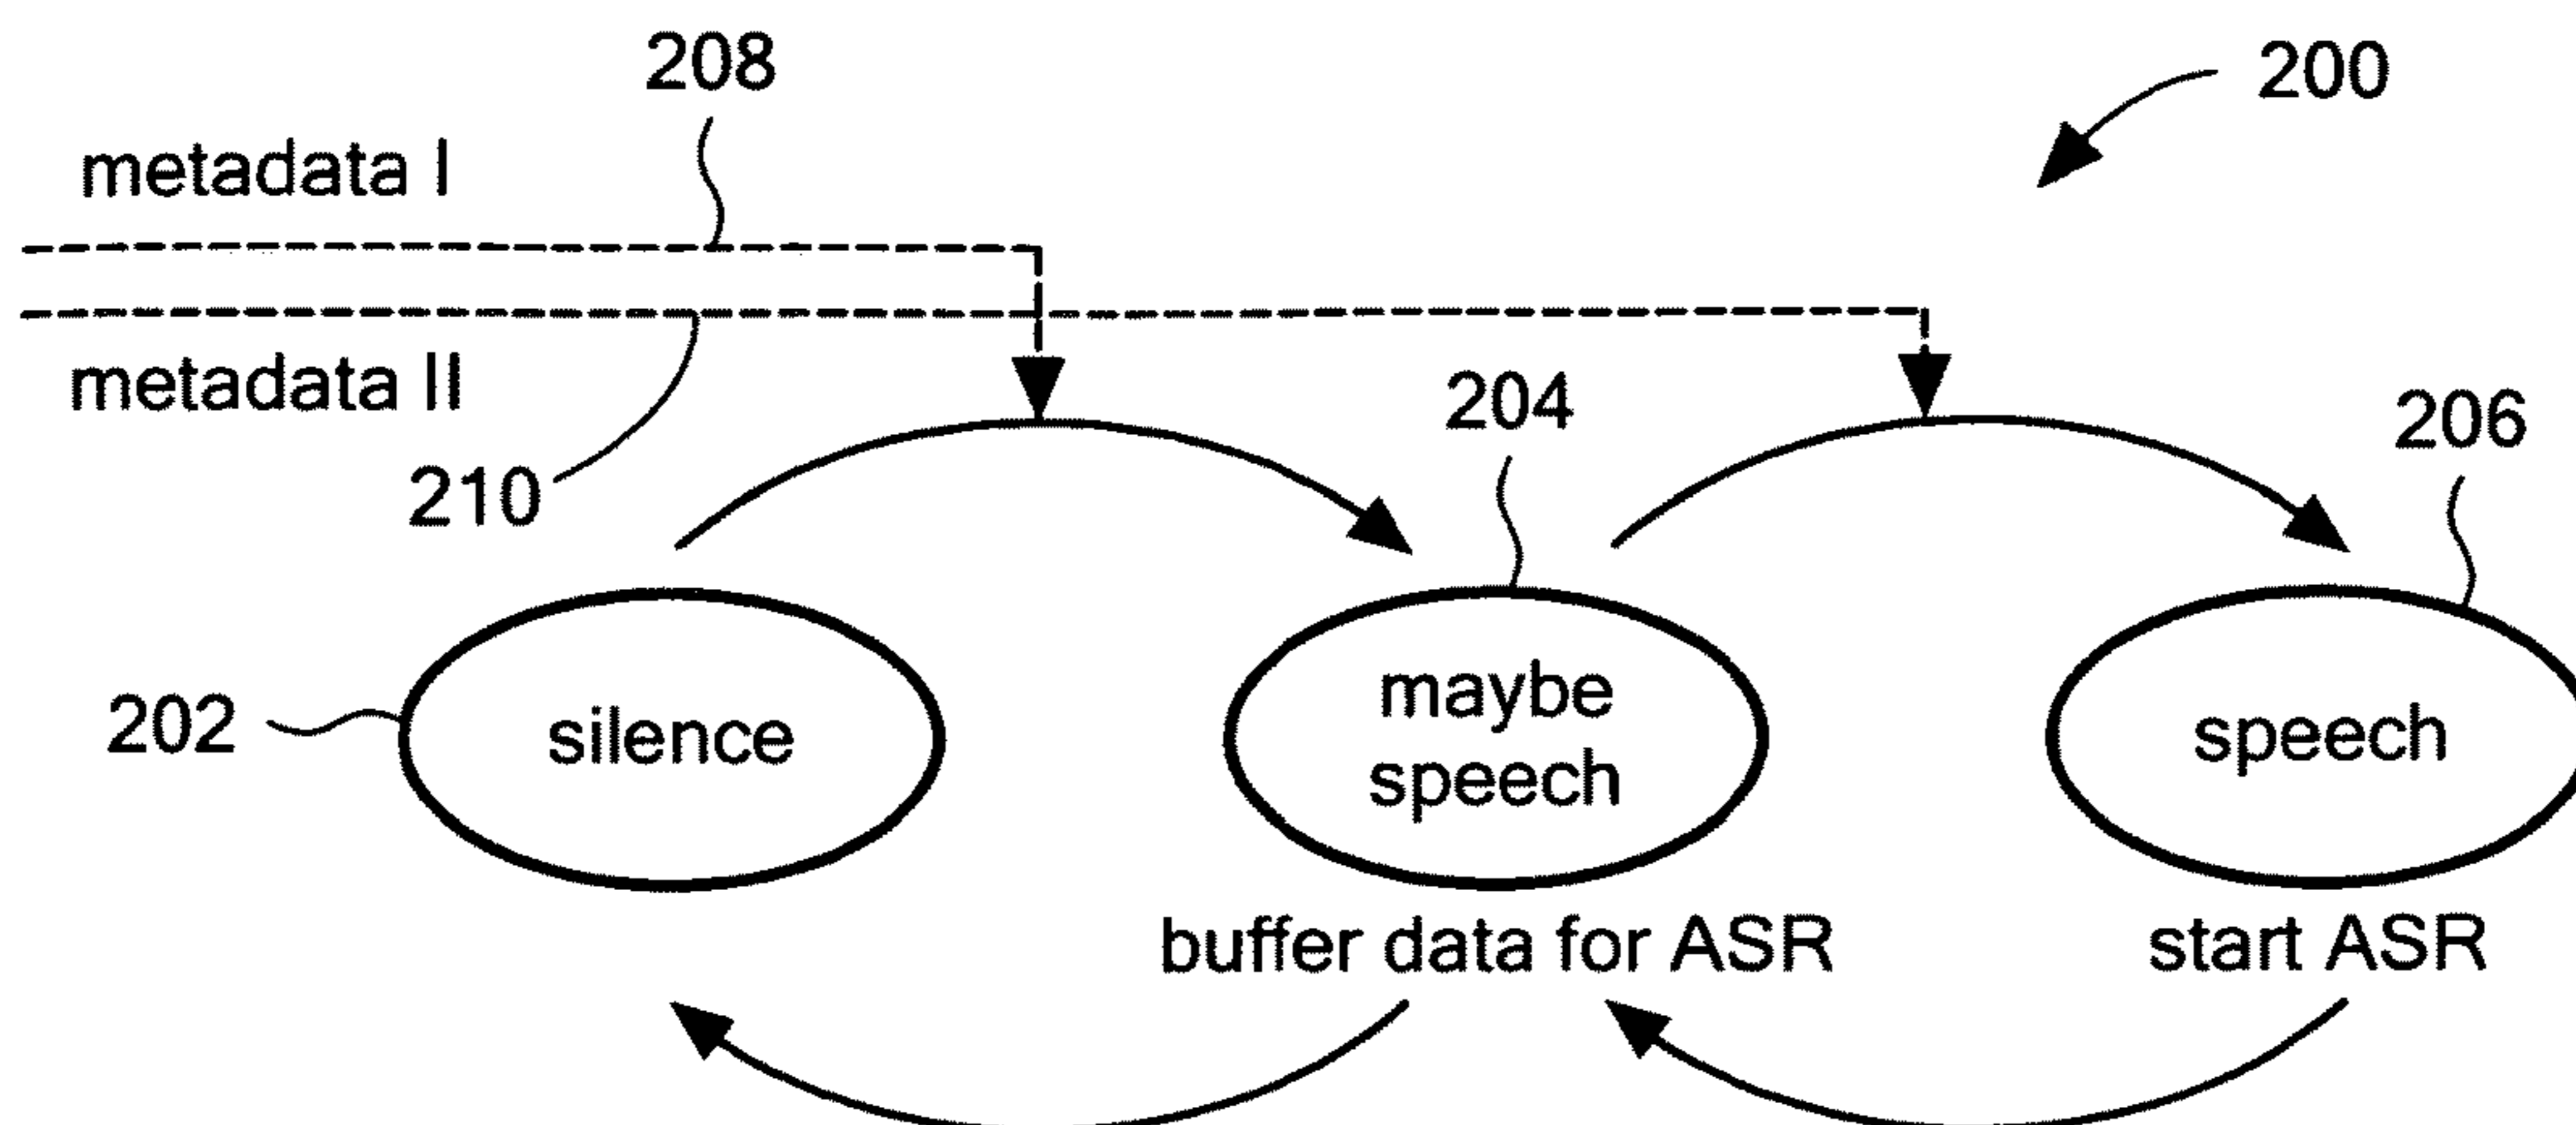 208
200
metadata I
metadata II
204
206
210
202
silence
maybe
speech
speech
buffer data for ASR
start ASR